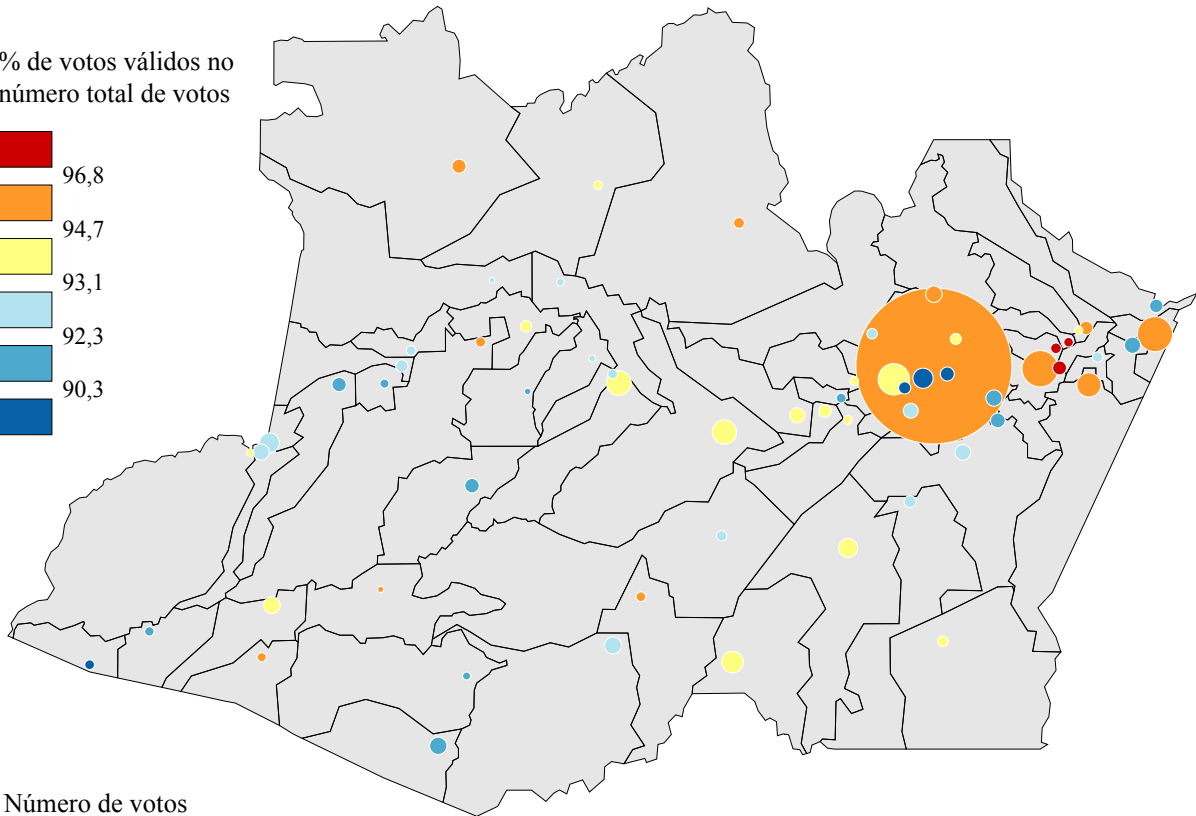 % de votos válidos no
número total de votos
96,8
94,7
93,1
92,3
90,3
Número de votos